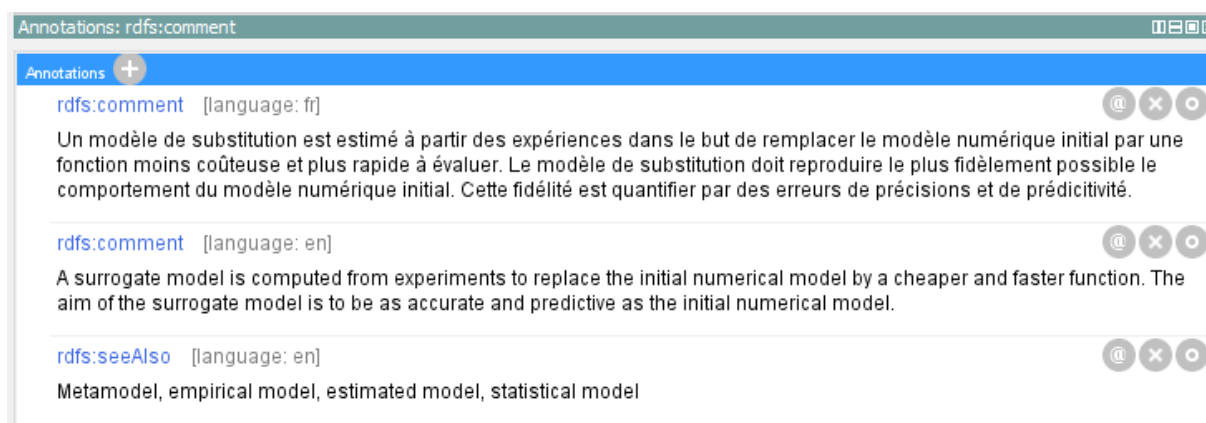 Annotations: rdfs:comment
Annotations
rdfs:comment [language: fr]
Un modèle de substitution est estimé à partir des expériences dans le but de remplacer le modèle numérique initial par une
fonction moins coûteuse et plus rapide à évaluer. Le modèle de substitution doit reproduire le plus fidèlement possible le
comportement du modèle numérique initial. Cette fidélité est quantifier par des erreurs de précisions et de prédicitivité.
rdfs:comment [language: en]
A surrogate model is computed from experiments to replace the initial numerical model by a cheaper and faster function. The
aim of the surrogate model is to be as accurate and predictive as the initial numerical model.
rdfs:seeAlso [language: en]
Metamodel, empirical model, estimated model, statistical model